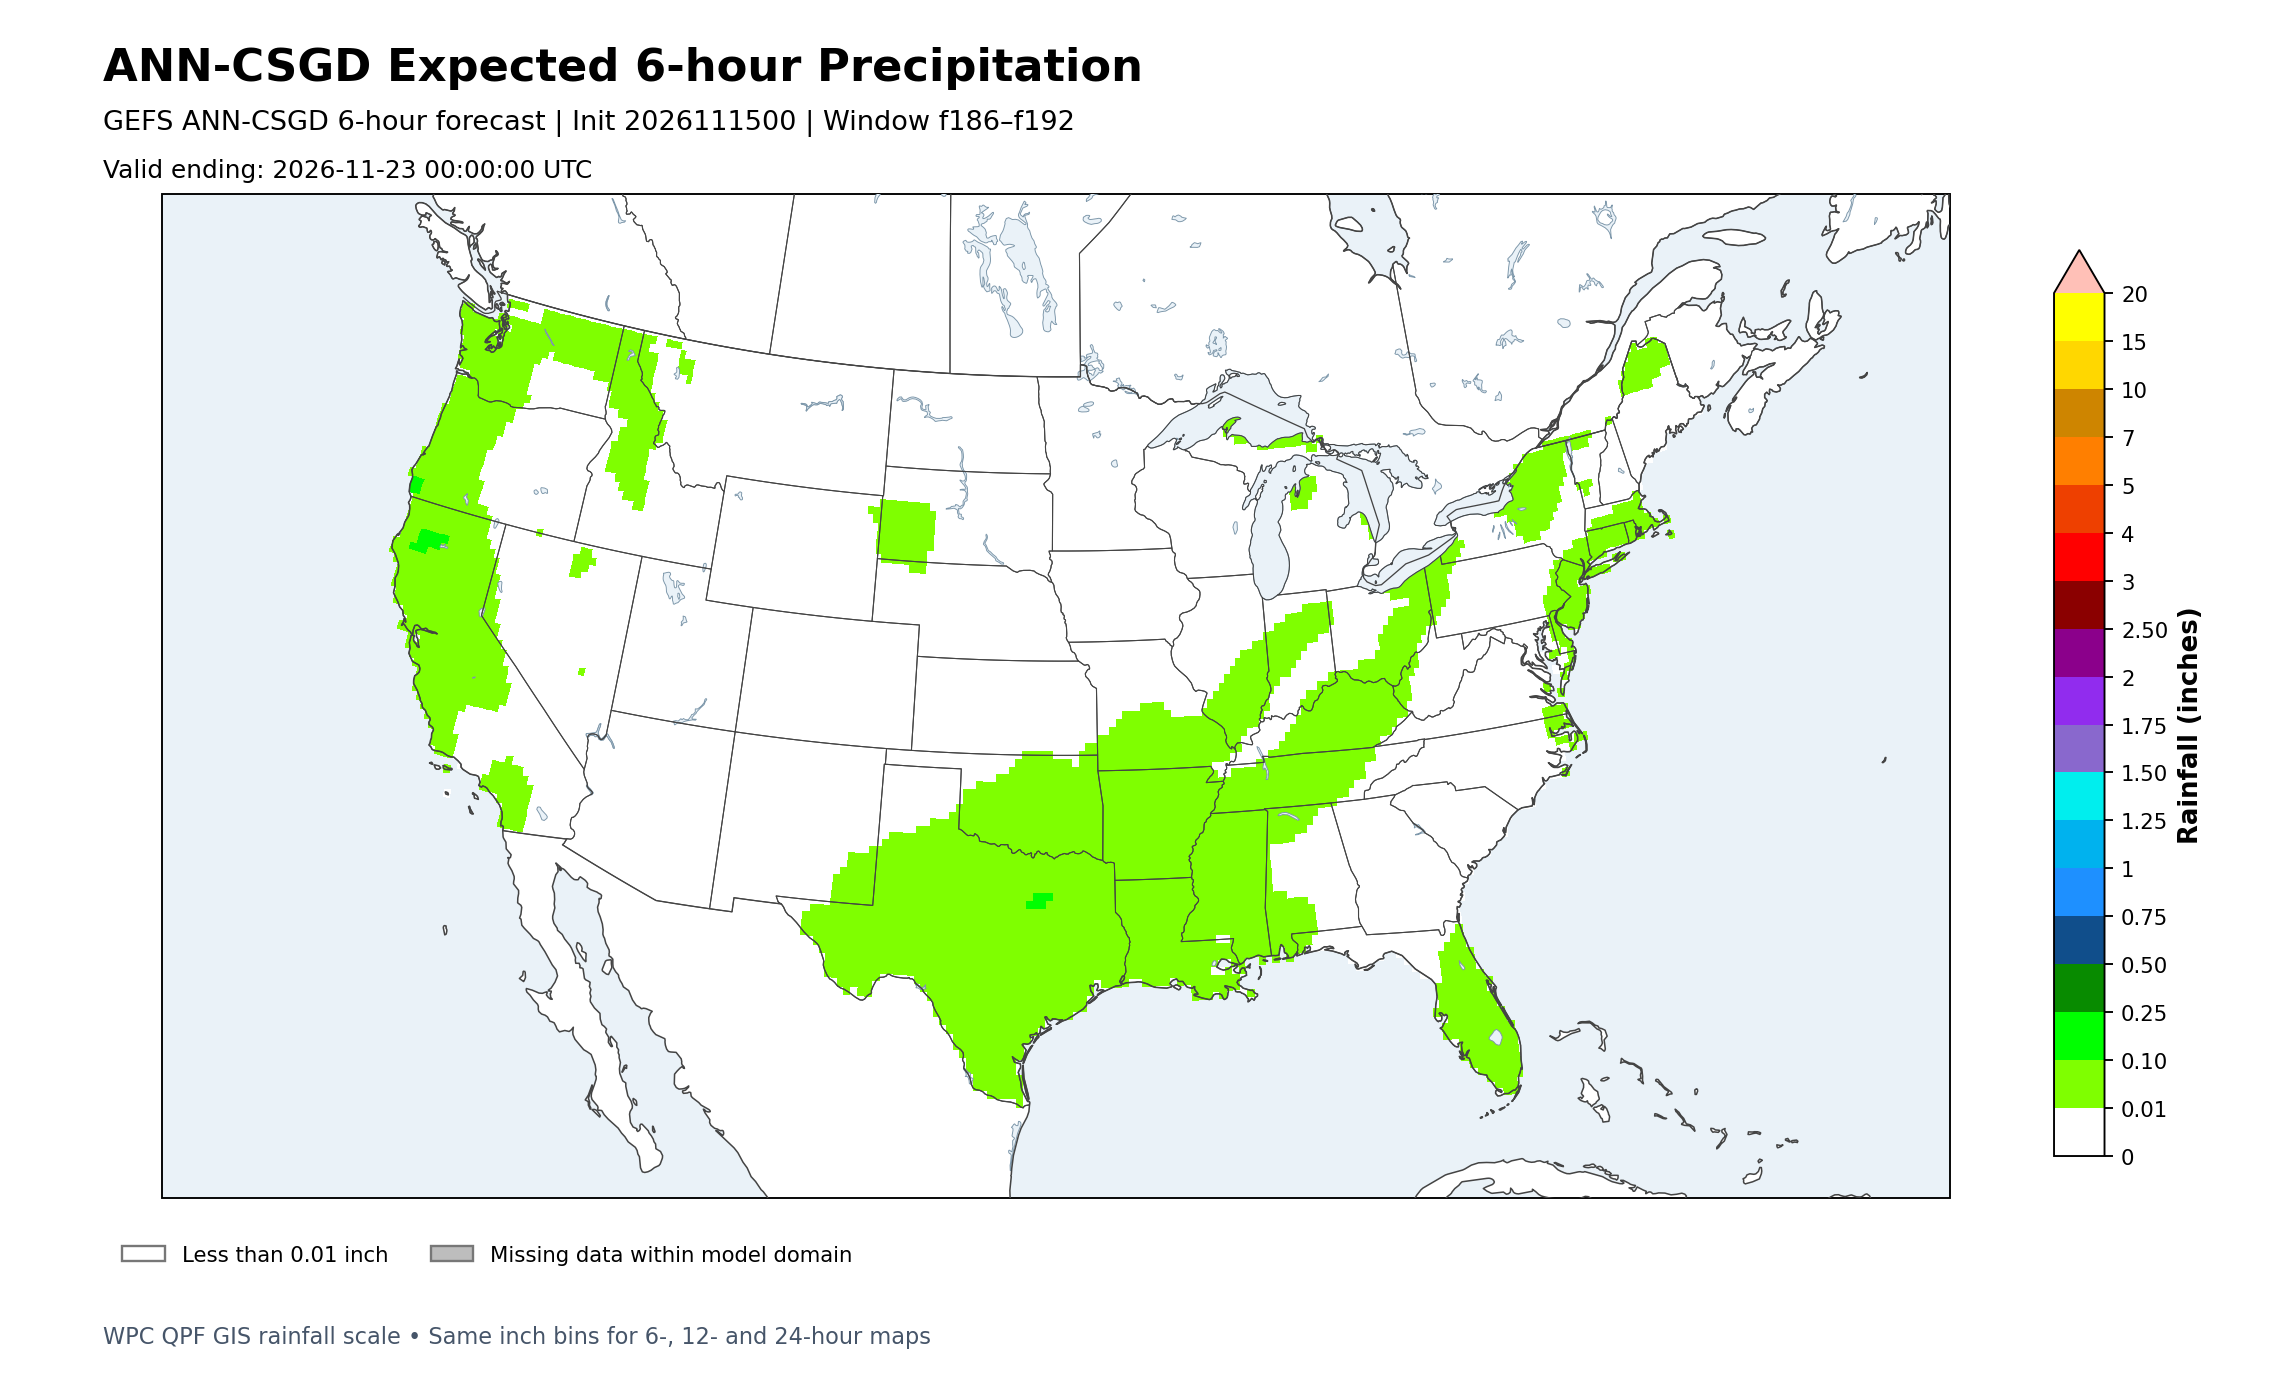 ANN-CSGD Expected 6-hour Precipitation
GEFS ANN-CSGD 6-hour forecast | Init 2026111500 | Window f186–f192
Valid ending: 2026-11-23 00:00:00 UTC
20
15
10
7
5
4
3
2.50
2
1.75
1.50
1.25
1
0.75
0.50
0.25
0.10
0.01
0
Rainfall (inches)
Less than 0.01 inch
Missing data within model domain
WPC QPF GIS rainfall scale • Same inch bins for 6-, 12- and 24-hour maps